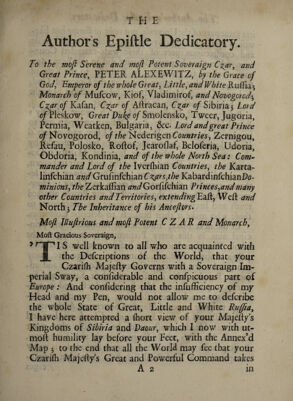 THE
Authors Epiſtle Dedicatory.
To the moſt Serene and moſt Potent Soveraign Czar, and
Great Prince, PETER ALEXEWITZ, by the Grace of
God, Emperor of the whole Great, Little, and White Ruſſia;
Monarch of Muſcow, Kiof, Vladimirof, and Novogorod;
Czar of Kaſan, Czar of Aſtracan, Czar of Sibiria; Lord
of Pleskow, Great Duke of Smolensko, Tweer, Jugoria,
Permia, Weatken, Bulgaria, &c. Lord and great Prince
of Novogorod, of the Nederigen Countries, Zernigou,
Reſau, Polosko, Roſtof, Jearoſlaf, Beloſeria, Udoria,
Obdoria, Kondinia, and of the whole North Sea: Com-
mander and Lord of the Iverſhian Countries, the Karta-
linſchian and Gruſinſchian Czars, the Kabardinſchian Do-
minions, the Zerkaſſian and Gorſiſchian Princes, and many
other Countries and Territories, extending Eaſt, Weſt and
North; The Inheritance of his Anceſtors.
Moſt Illuſtrious and moſt Potent CZAR and Monarch,
Moſt Gracious Soveraign,
'TIS well known to all who are acquainted with
the Deſcriptions of the World, that your
Czariſh Majeſty Governs with a Soveraign Im-
perial Sway, a conſiderable and conſpicuous part of
Europe: And conſidering that the inſufficiency of my
Head and my Pen, would not allow me to deſcribe
the whole State of Great, Little and White Ruſſia,
I have here attempted a ſhort view of your Majeſty's
Kingdoms of Sibiria and Daour, which I now with ut-
moſt humility lay before your Feet, with the Annex'd
Map; to the end that all the World may ſee that your
Czariſh Majeſty's Great and Powerful Command takes
A 2
in